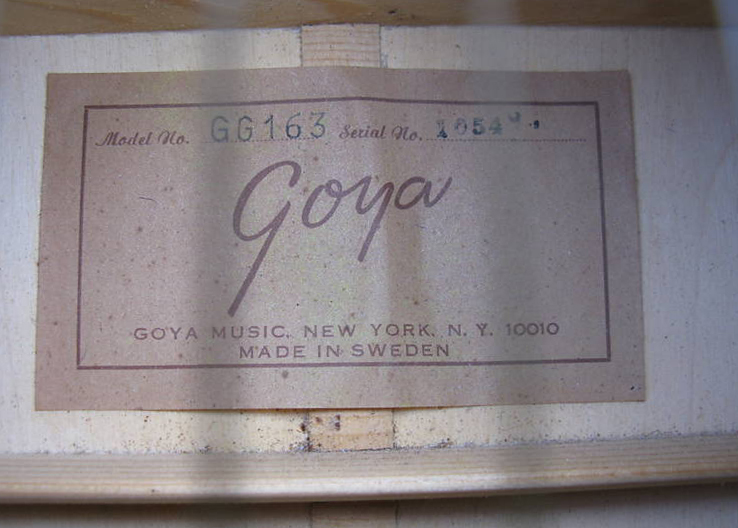 Model No. GG163 Serial No.
Goya
GOYA MUSIC, NEW YORK, N. Y. 10010
MADE IN SWEDEN